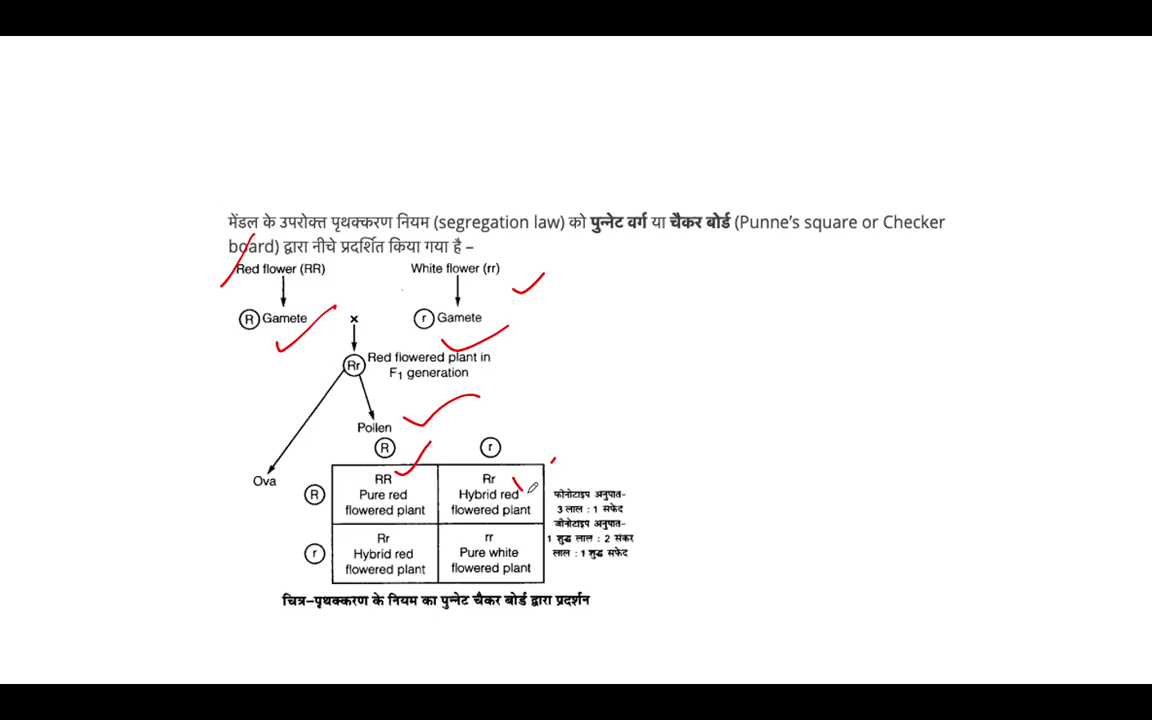 मेंडल के उपरोक्त पृथक्करण नियम (segregation law) को पुन्नेट वर्ग या चैकर बोर्ड (Punne's square or Checker
board) द्वारा नीचे प्रदर्शित किया गया है –
Red flower (RR) White flower (rr)
R Gamete × r Gamete
Rr Red flowered plant in
F1 generation
Pollen
R r
Ova
R RR Rr
Pure red Hybrid red
flowered plant flowered plant
r Rr rr
Hybrid red Pure white
flowered plant flowered plant
फीनोटाइप अनुपात–
3 लाल : 1 सफेद
जीनोटाइप अनुपात–
1 शुद्ध लाल : 2 संकर
लाल : 1 शुद्ध सफेद
चित्र–पृथक्करण के नियम का पुन्नेट चैकर बोर्ड द्वारा प्रदर्शन